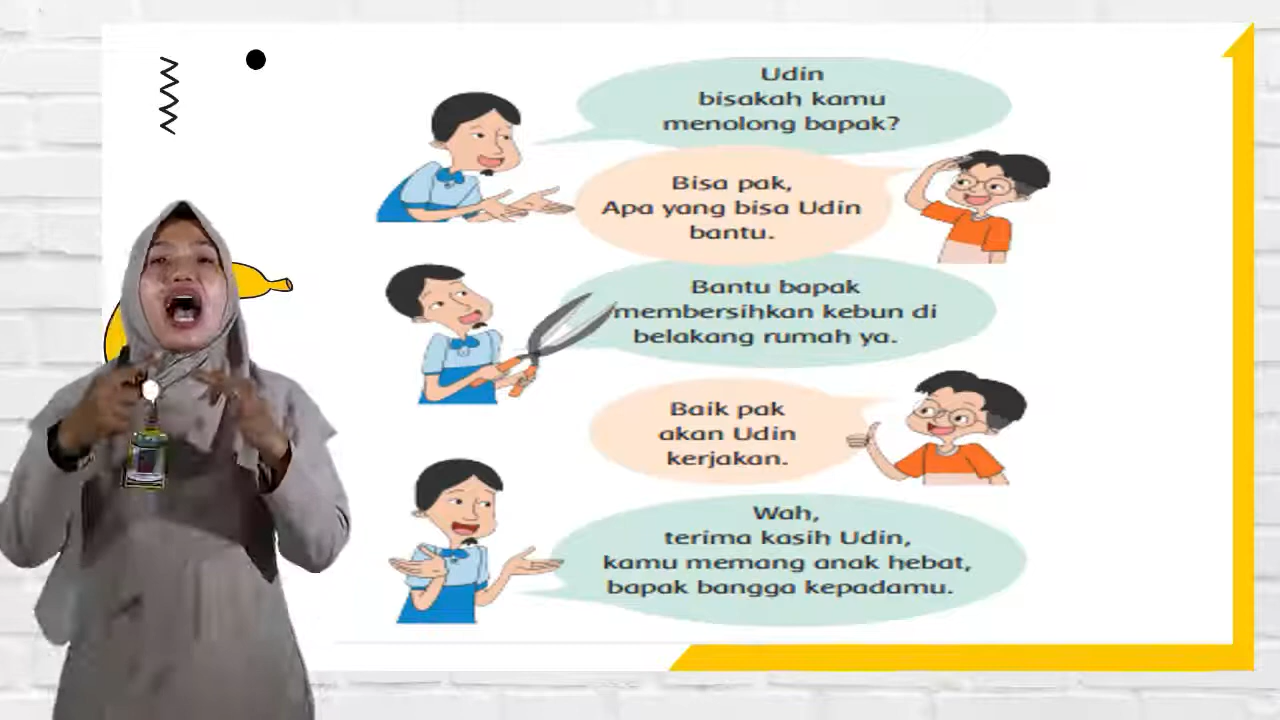 Udin
bisakah kamu
menolong bapak?
Bisa pak,
Apa yang bisa Udin
bantu.
Bantu bapak
membersihkan kebun di
belakang rumah ya.
Baik pak
akan Udin
kerjakan.
Wah,
terima kasih Udin,
kamu memang anak hebat,
bapak bangga kepadamu.